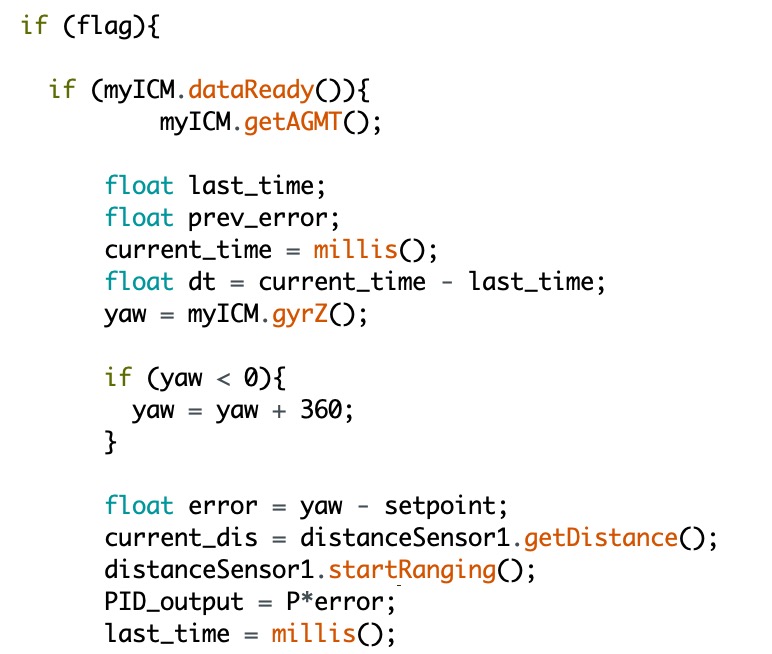 if (flag){
if (myICM.dataReady()){
myICM.getAGMT();
float last_time;
float prev_error;
current_time = millis();
float dt = current_time - last_time;
yaw = myICM.gyrZ();
if (yaw < 0){
yaw = yaw + 360;
}
float error = yaw - setpoint;
current_dis = distanceSensor1.getDistance();
distanceSensor1.startRanging();
PID_output = P*error;
last_time = millis();